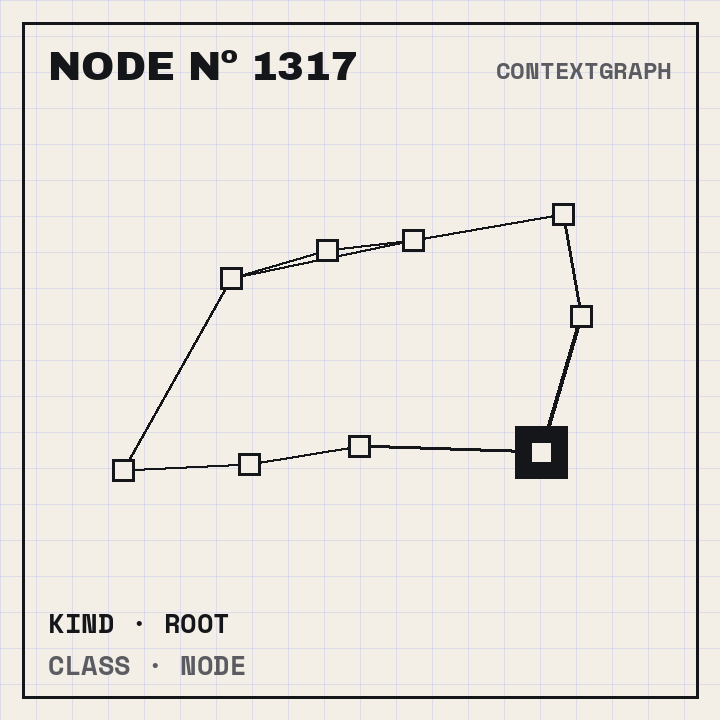 NODE Nº 1317
CONTEXTGRAPH
KIND · ROOT
CLASS · NODE